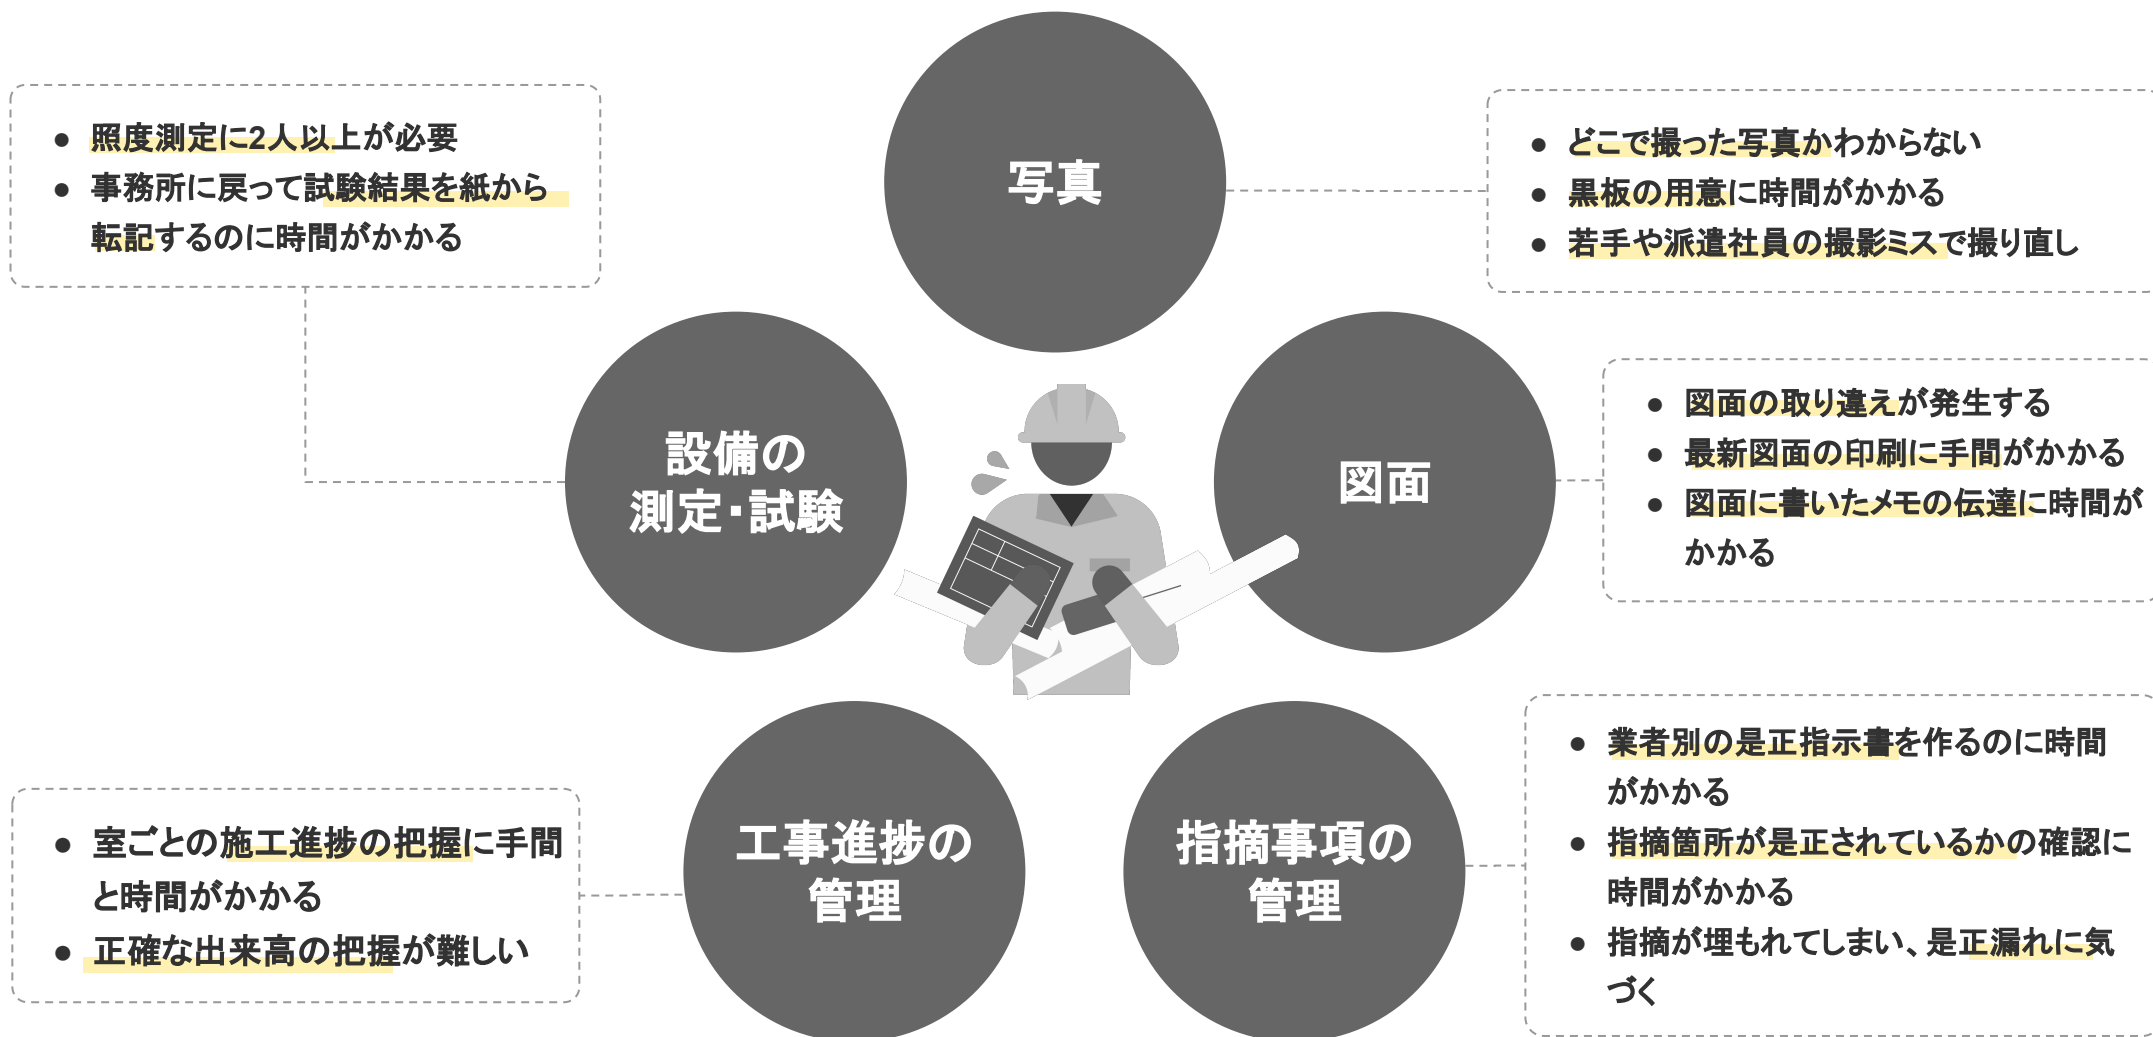 写真
● どこで撮った写真かわからない
● 黒板の用意に時間がかかる
● 若手や派遣社員の撮影ミスで撮り直し
図面
● 図面の取り違えが発生する
● 最新図面の印刷に手間がかかる
● 図面に書いたメモの伝達に時間が
かかる
指摘事項の
管理
● 業者別の是正指示書を作るのに時間
がかかる
● 指摘箇所が是正されているかの確認に
時間がかかる
● 指摘が埋もれてしまい、是正漏れに気
づく
工事進捗の
管理
● 室ごとの施工進捗の把握に手間
と時間がかかる
● 正確な出来高の把握が難しい
設備の
測定・試験
● 照度測定に2人以上が必要
● 事務所に戻って試験結果を紙から
転記するのに時間がかかる